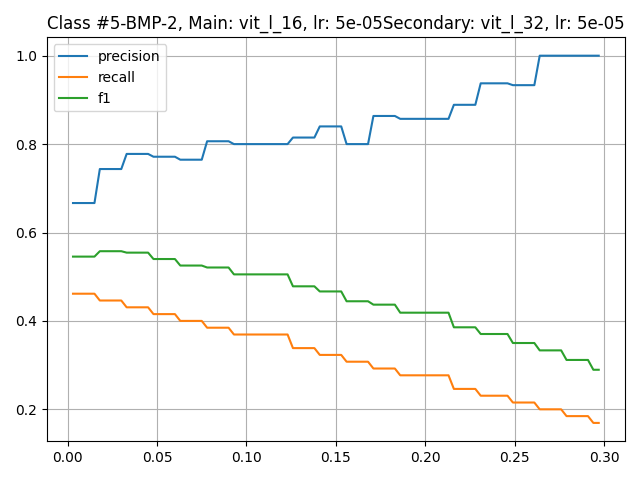 Class #5-BMP-2, Main: vit_l_16, lr: 5e-05Secondary: vit_l_32, lr: 5e-05
precision
recall
f1
1.0
0.8
0.6
0.4
0.2
0.00 0.05 0.10 0.15 0.20 0.25 0.30